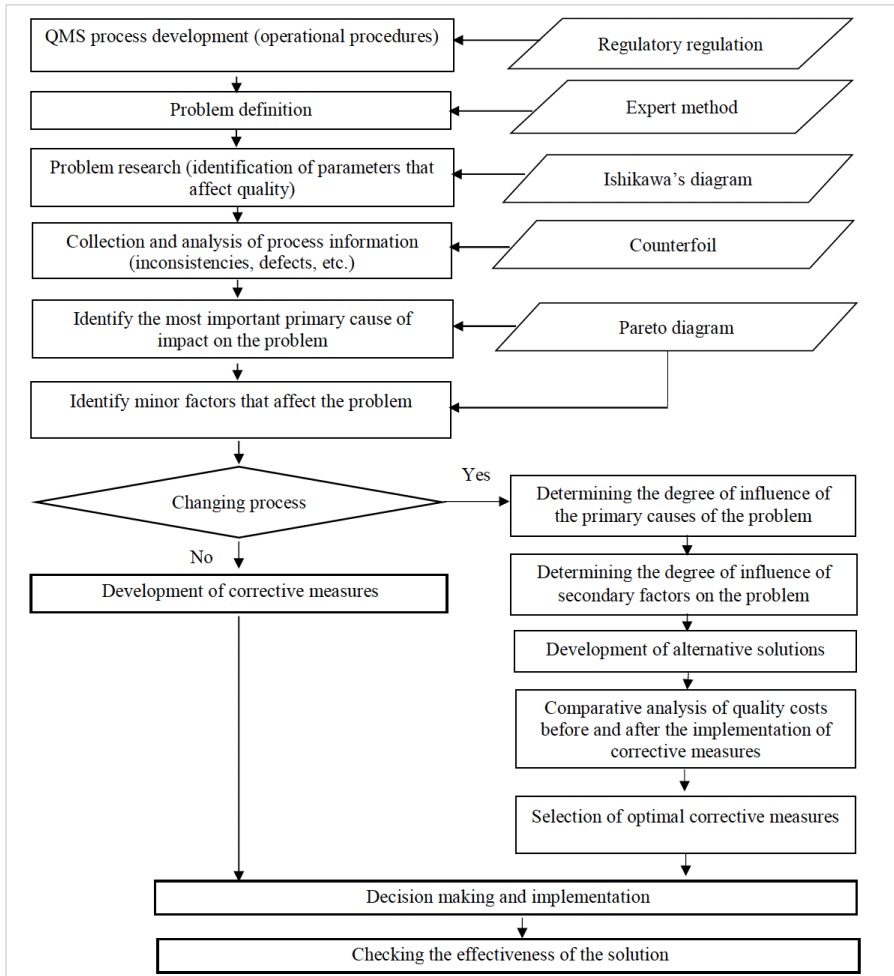 QMS process development (operational procedures)
Regulatory regulation
Problem definition
Expert method
Problem research (identification of parameters that
affect quality)
Ishikawa’s diagram
Collection and analysis of process information
(inconsistencies, defects, etc.)
Counterfoil
Identify the most important primary cause of
impact on the problem
Pareto diagram
Identify minor factors that affect the problem
Changing process
Yes
No
Determining the degree of influence of
the primary causes of the problem
Development of corrective measures
Determining the degree of influence of
secondary factors on the problem
Development of alternative solutions
Comparative analysis of quality costs
before and after the implementation of
corrective measures
Selection of optimal corrective measures
Decision making and implementation
Checking the effectiveness of the solution